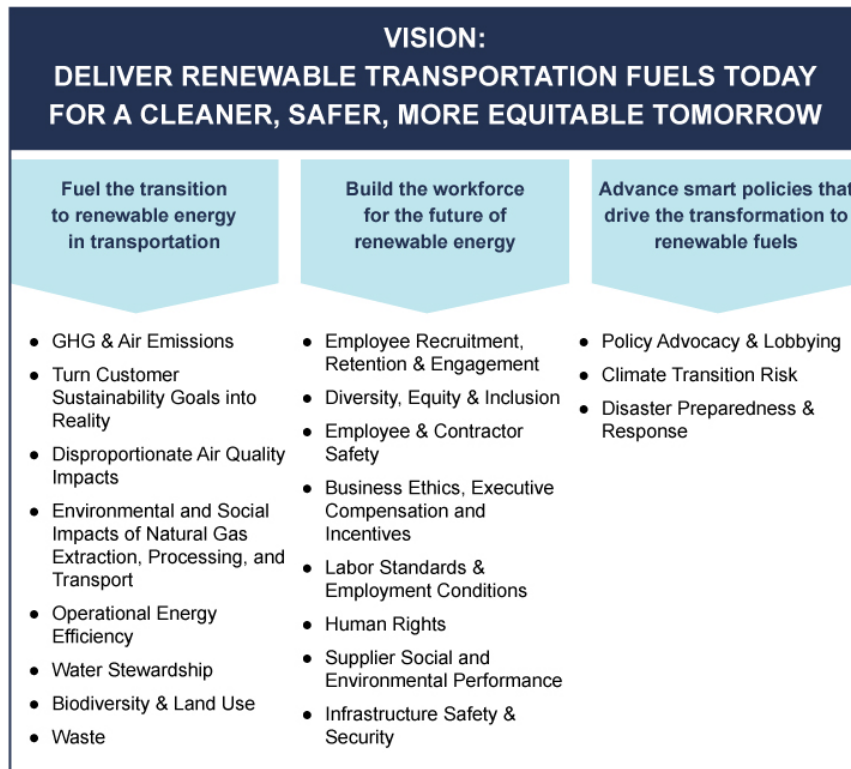 VISION:
DELIVER RENEWABLE TRANSPORTATION FUELS TODAY
FOR A CLEANER, SAFER, MORE EQUITABLE TOMORROW
Fuel the transition
to renewable energy
in transportation
● GHG & Air Emissions
● Turn Customer
Sustainability Goals into
Reality
● Disproportionate Air Quality
Impacts
● Environmental and Social
Impacts of Natural Gas
Extraction, Processing, and
Transport
● Operational Energy
Efficiency
● Water Stewardship
● Biodiversity & Land Use
● Waste
Build the workforce
for the future of
renewable energy
● Employee Recruitment,
Retention & Engagement
● Diversity, Equity & Inclusion
● Employee & Contractor
Safety
● Business Ethics, Executive
Compensation and
Incentives
● Labor Standards &
Employment Conditions
● Human Rights
● Supplier Social and
Environmental Performance
● Infrastructure Safety &
Security
Advance smart policies that
drive the transformation to
renewable fuels
● Policy Advocacy & Lobbying
● Climate Transition Risk
● Disaster Preparedness &
Response